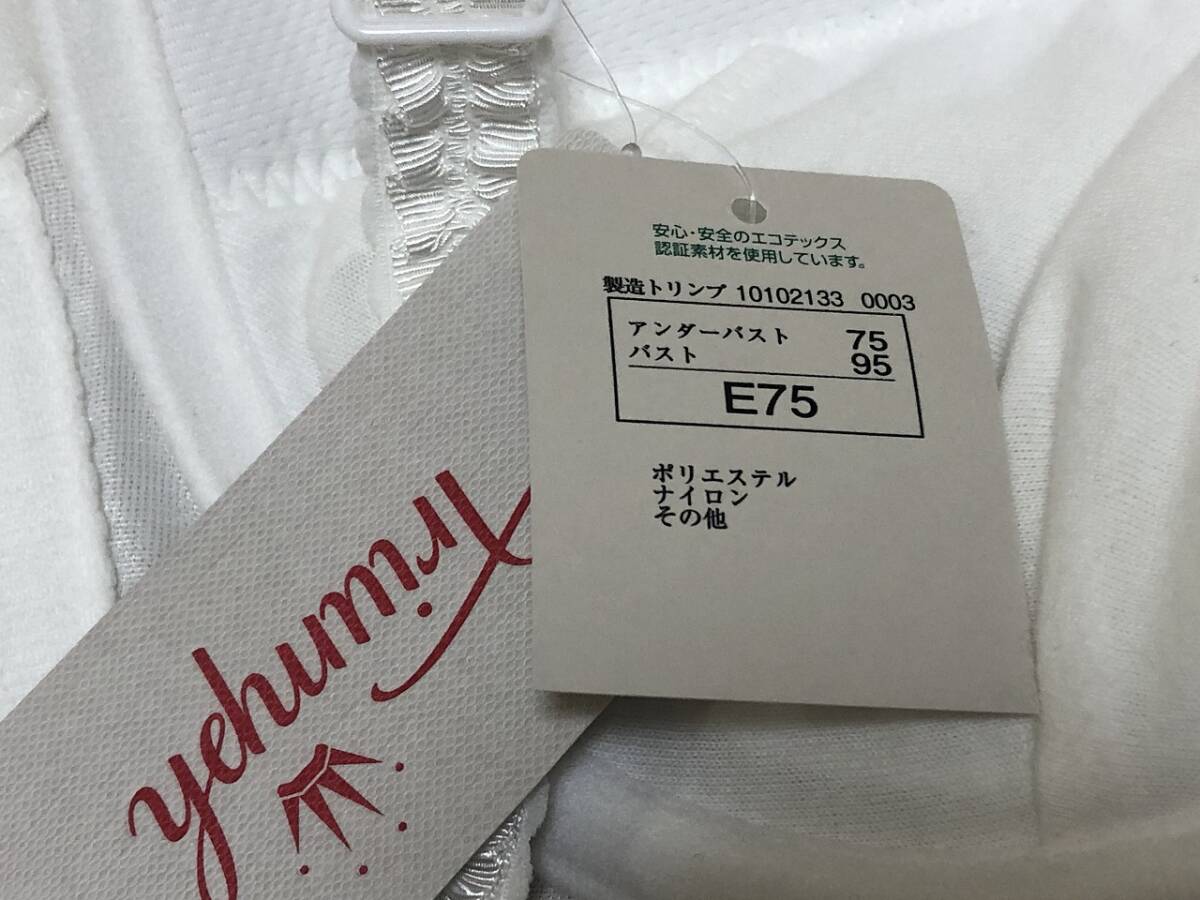 安心・安全のエコテックス
認証素材を使用しています。
製造トリンプ 10102133 0003
アンダーバスト 75
バスト 95
E75
ポリエステル
ナイロン
その他
Triumph